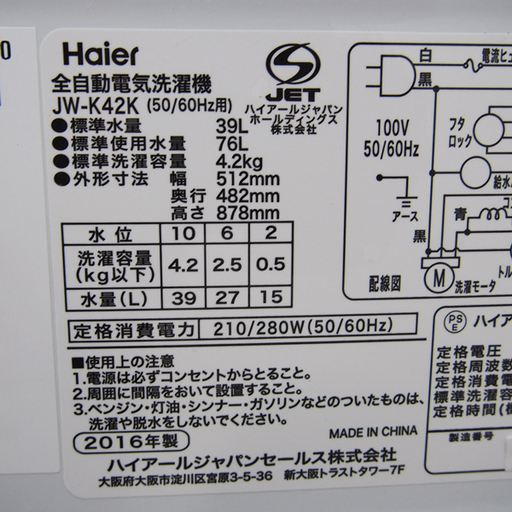 Haier
全自動電気洗濯機
JW-K42K (50/60Hz用)
●標準水量 39L
●標準使用水量 76L
●標準洗濯容量 4.2kg
●外形寸法 幅 512mm
奥行 482mm
高さ 878mm
JET
ハイアールジャパン
ホールディングス
株式会社
水位 10 6 2
洗濯容量
(kg以下) 4.2 2.5 0.5
水量(L) 39 27 15
定格消費電力 210/280W(50/60Hz)
■使用上の注意
1.電源は必ずコンセントからとること。
2.周囲に間隔をおいて設置すること。
3.ベンジン・灯油・シンナー・ガソリンなどのついたものは、
洗濯や脱水をしないでください。
2016年製
MADE IN CHINA
ハイアールジャパンセールス株式会社
大阪府大阪市淀川区宮原3-5-36 新大阪トラストタワー7F
白
黒
電流ヒュ
100V
50/60Hz
フタ
ロック
給水
アース
青
コ
黒
M
配線図
洗濯モータ
トル
PS
E
ハイア
定格電圧
定格周波数
定格消費電
標準洗濯容
定格時間(
製造番号